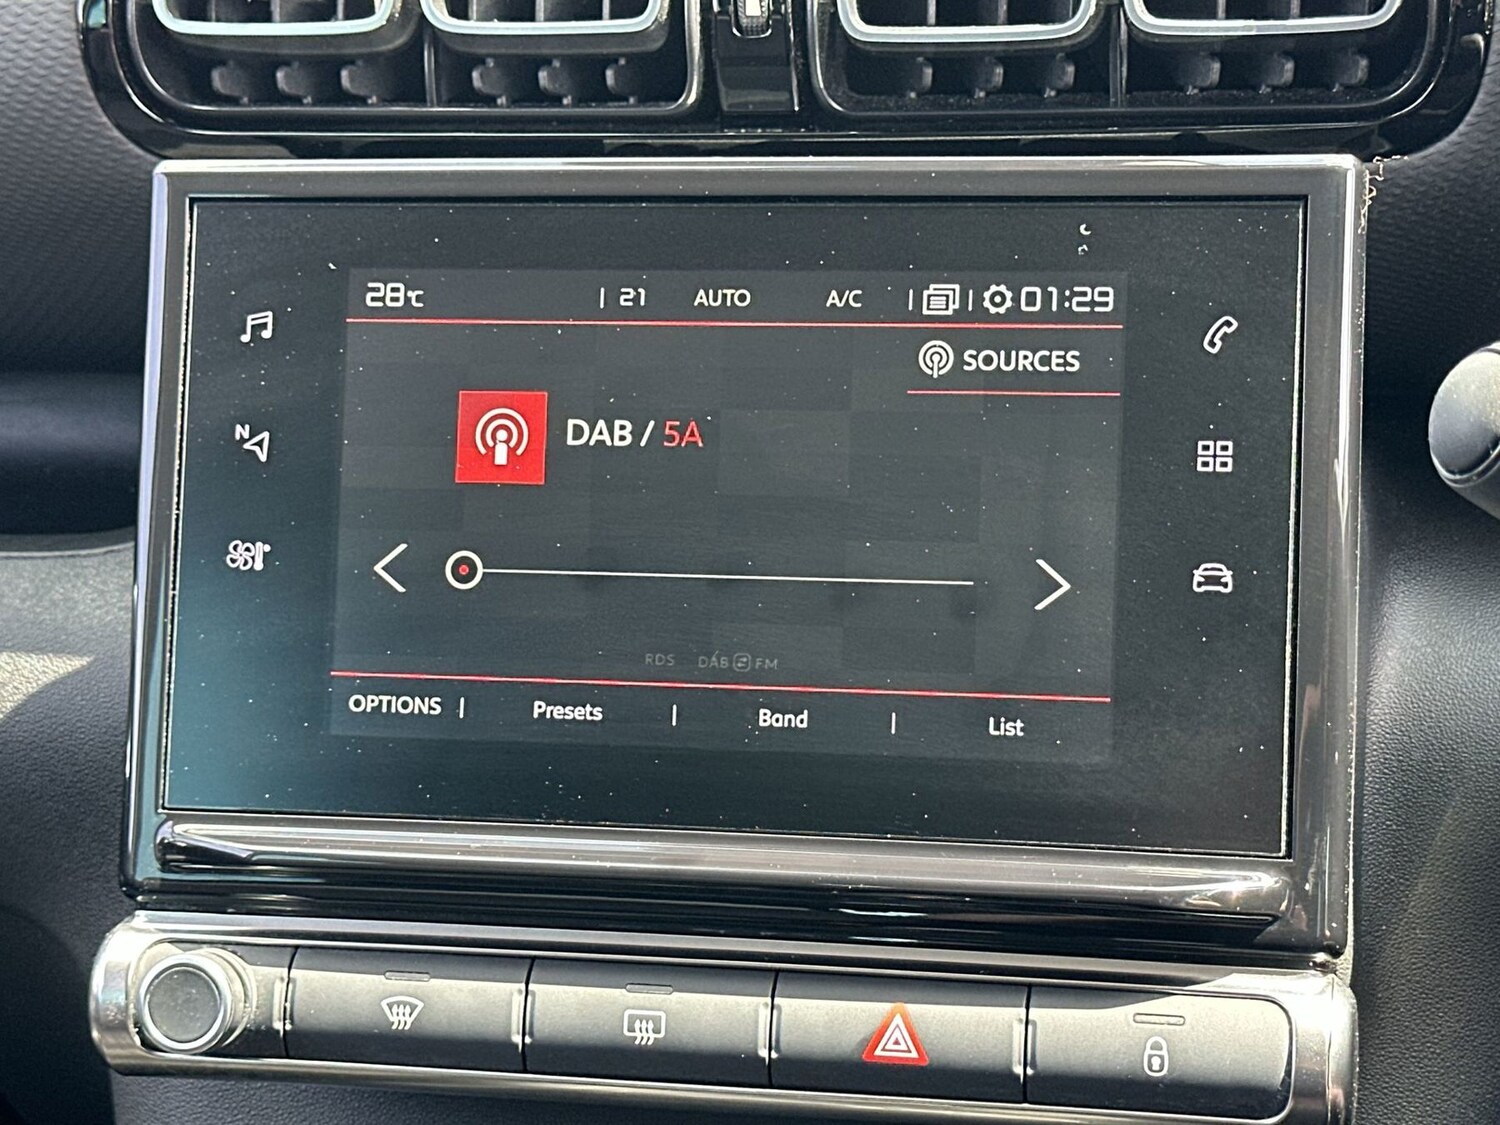 28°C | 21 AUTO A/C | | 01:29
SOURCES
DAB / 5A
N
RDS DAB FM
OPTIONS | Presets | Band | List